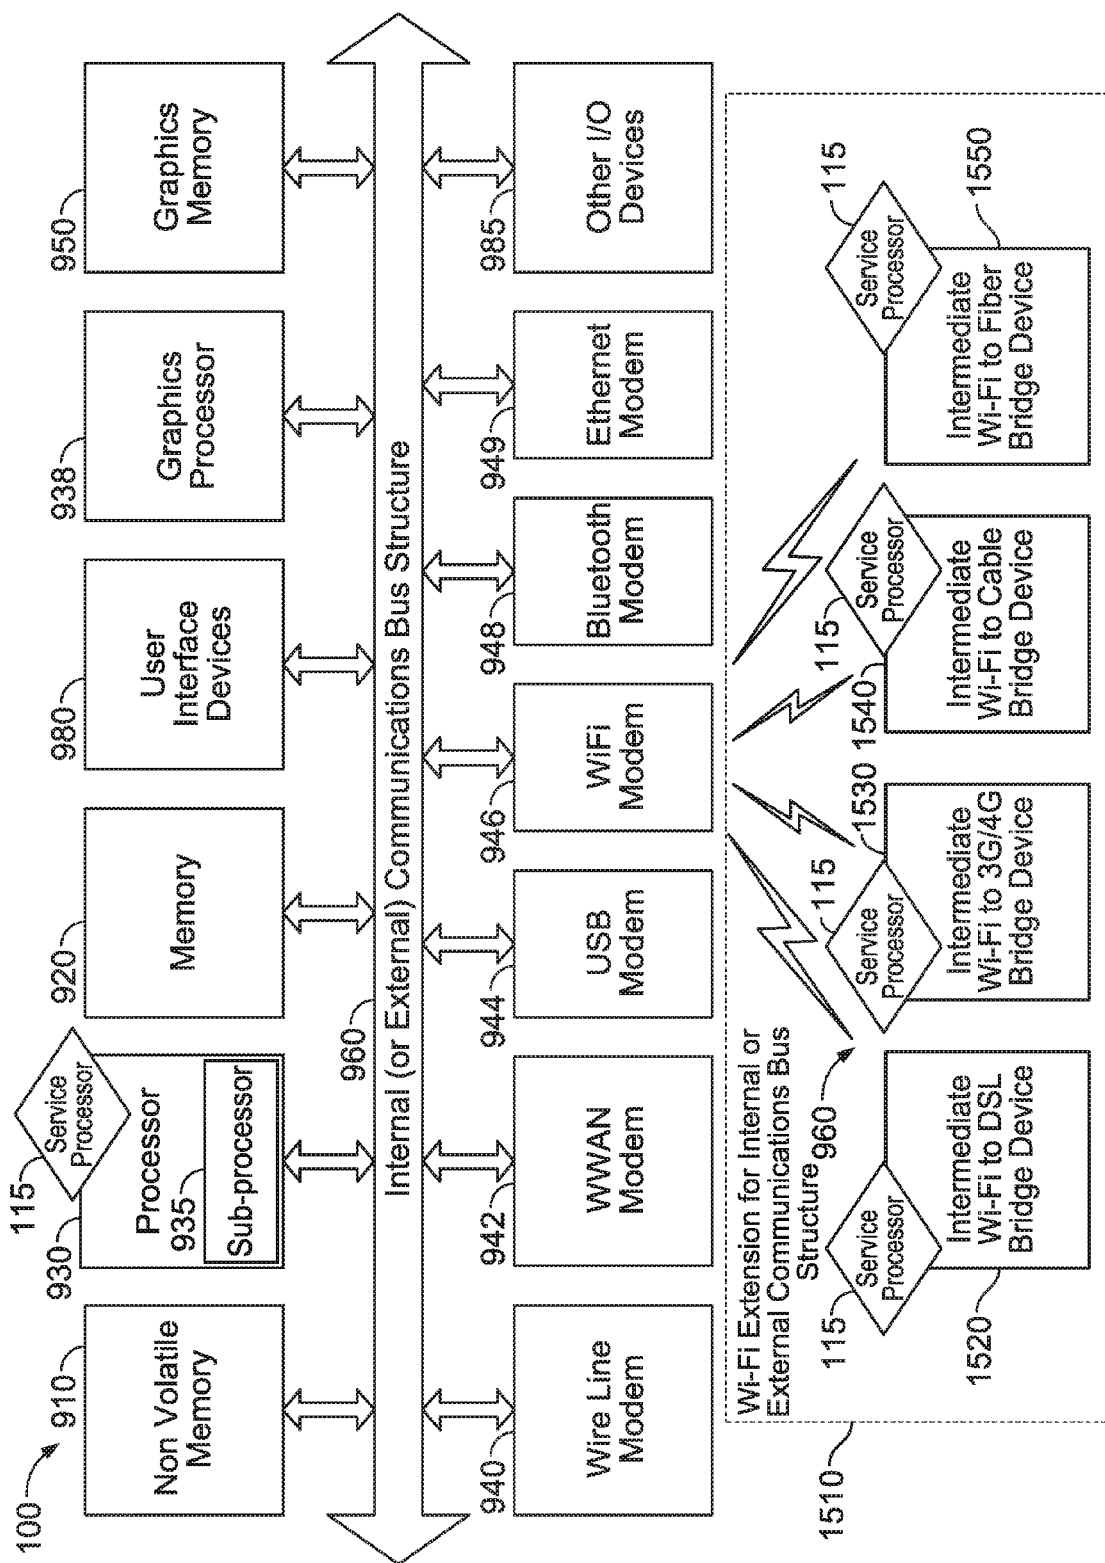 100
910
Non Volatile
Memory
930
115
Service
Processor
Processor
935
Sub-processor
920
Memory
980
User
Interface
Devices
938
Graphics
Processor
950
Graphics
Memory
960
Internal (or External) Communications Bus Structure
940
Wire Line
Modem
942
WWAN
Modem
944
USB
Modem
946
WiFi
Modem
948
Bluetooth
Modem
949
Ethernet
Modem
985
Other I/O
Devices
1510
Wi-Fi Extension for Internal or
External Communications Bus
Structure
960
115
Service
Processor
1520
Intermediate
Wi-Fi to DSL
Bridge Device
115
Service
Processor
1530
Intermediate
Wi-Fi to 3G/4G
Bridge Device
115
Service
Processor
1540
Intermediate
Wi-Fi to Cable
Bridge Device
115
Service
Processor
1550
Intermediate
Wi-Fi to Fiber
Bridge Device